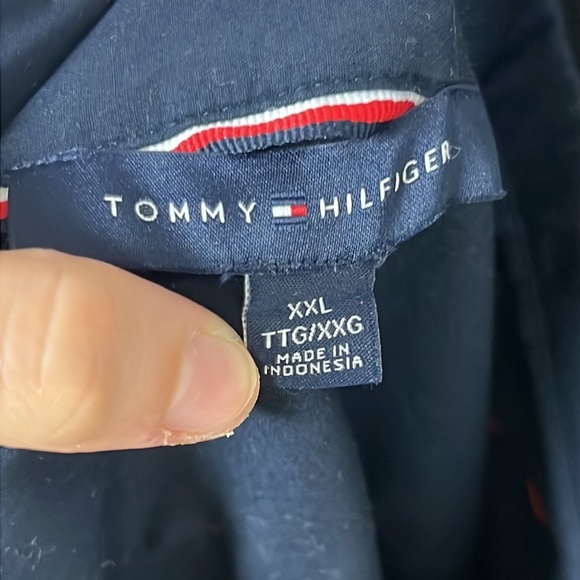 TOMMY HILFIGER
XXL
TTG/XXG
MADE IN
INDONESIA